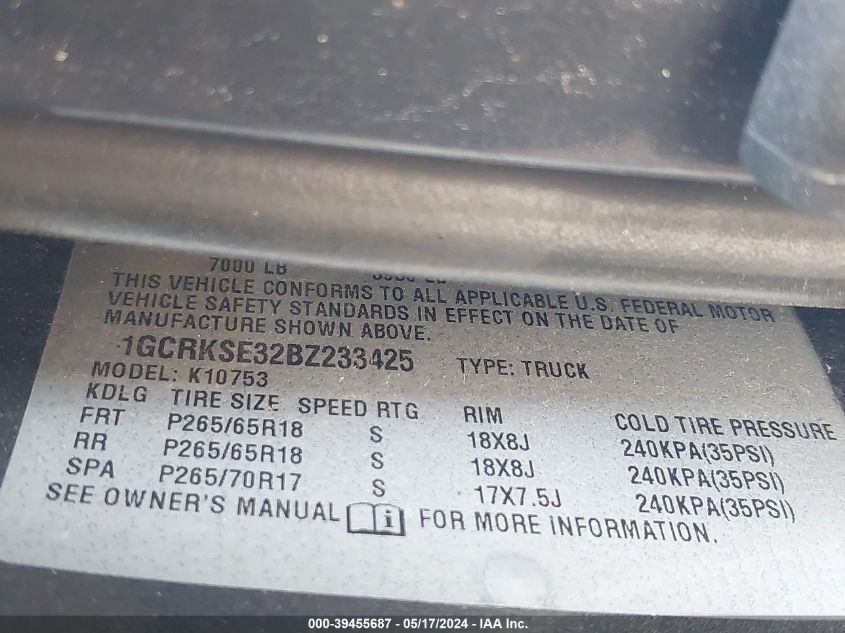 7000 LB
THIS VEHICLE CONFORMS TO ALL APPLICABLE U.S. FEDERAL MOTOR
VEHICLE SAFETY STANDARDS IN EFFECT ON THE DATE OF
MANUFACTURE SHOWN ABOVE.
1GCRKSE32BZ233425 TYPE: TRUCK
MODEL: K10753
KDLG TIRE SIZE SPEED RTG RIM COLD TIRE PRESSURE
FRT P265/65R18 S 18X8J 240KPA(35PSI)
RR P265/65R18 S 18X8J 240KPA(35PSI)
SPA P265/70R17 S 17X7.5J 240KPA(35PSI)
SEE OWNER'S MANUAL i FOR MORE INFORMATION.
000-39455687 - 05/17/2024 - IAA Inc.